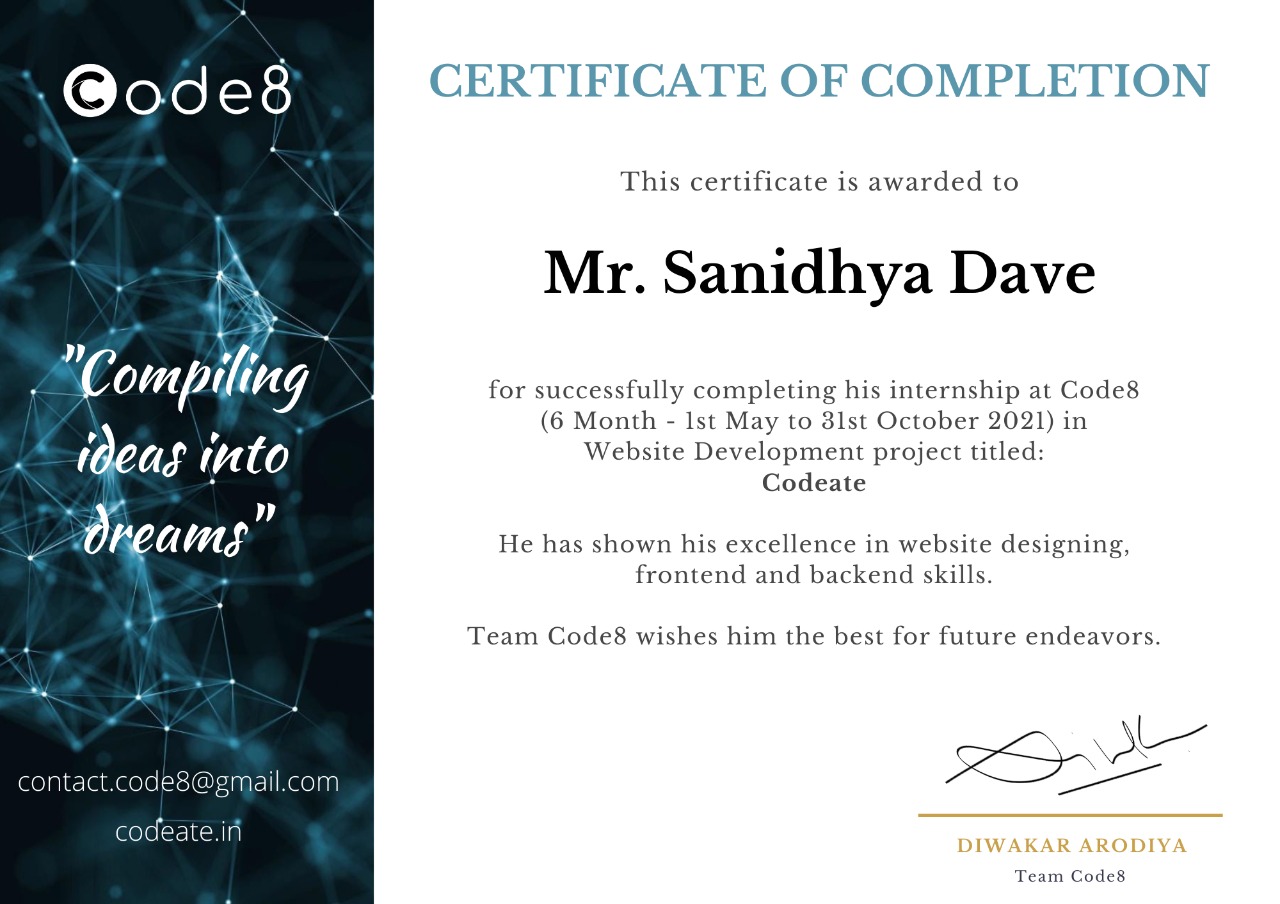 Code8
"Compiling
ideas into
dreams"
contact.code8@gmail.com
codeate.in
CERTIFICATE OF COMPLETION
This certificate is awarded to
Mr. Sanidhya Dave
for successfully completing his internship at Code8
(6 Month - 1st May to 31st October 2021) in
Website Development project titled:
Codeate
He has shown his excellence in website designing,
frontend and backend skills.
Team Code8 wishes him the best for future endeavors.
DIWAKAR ARODIYA
Team Code8